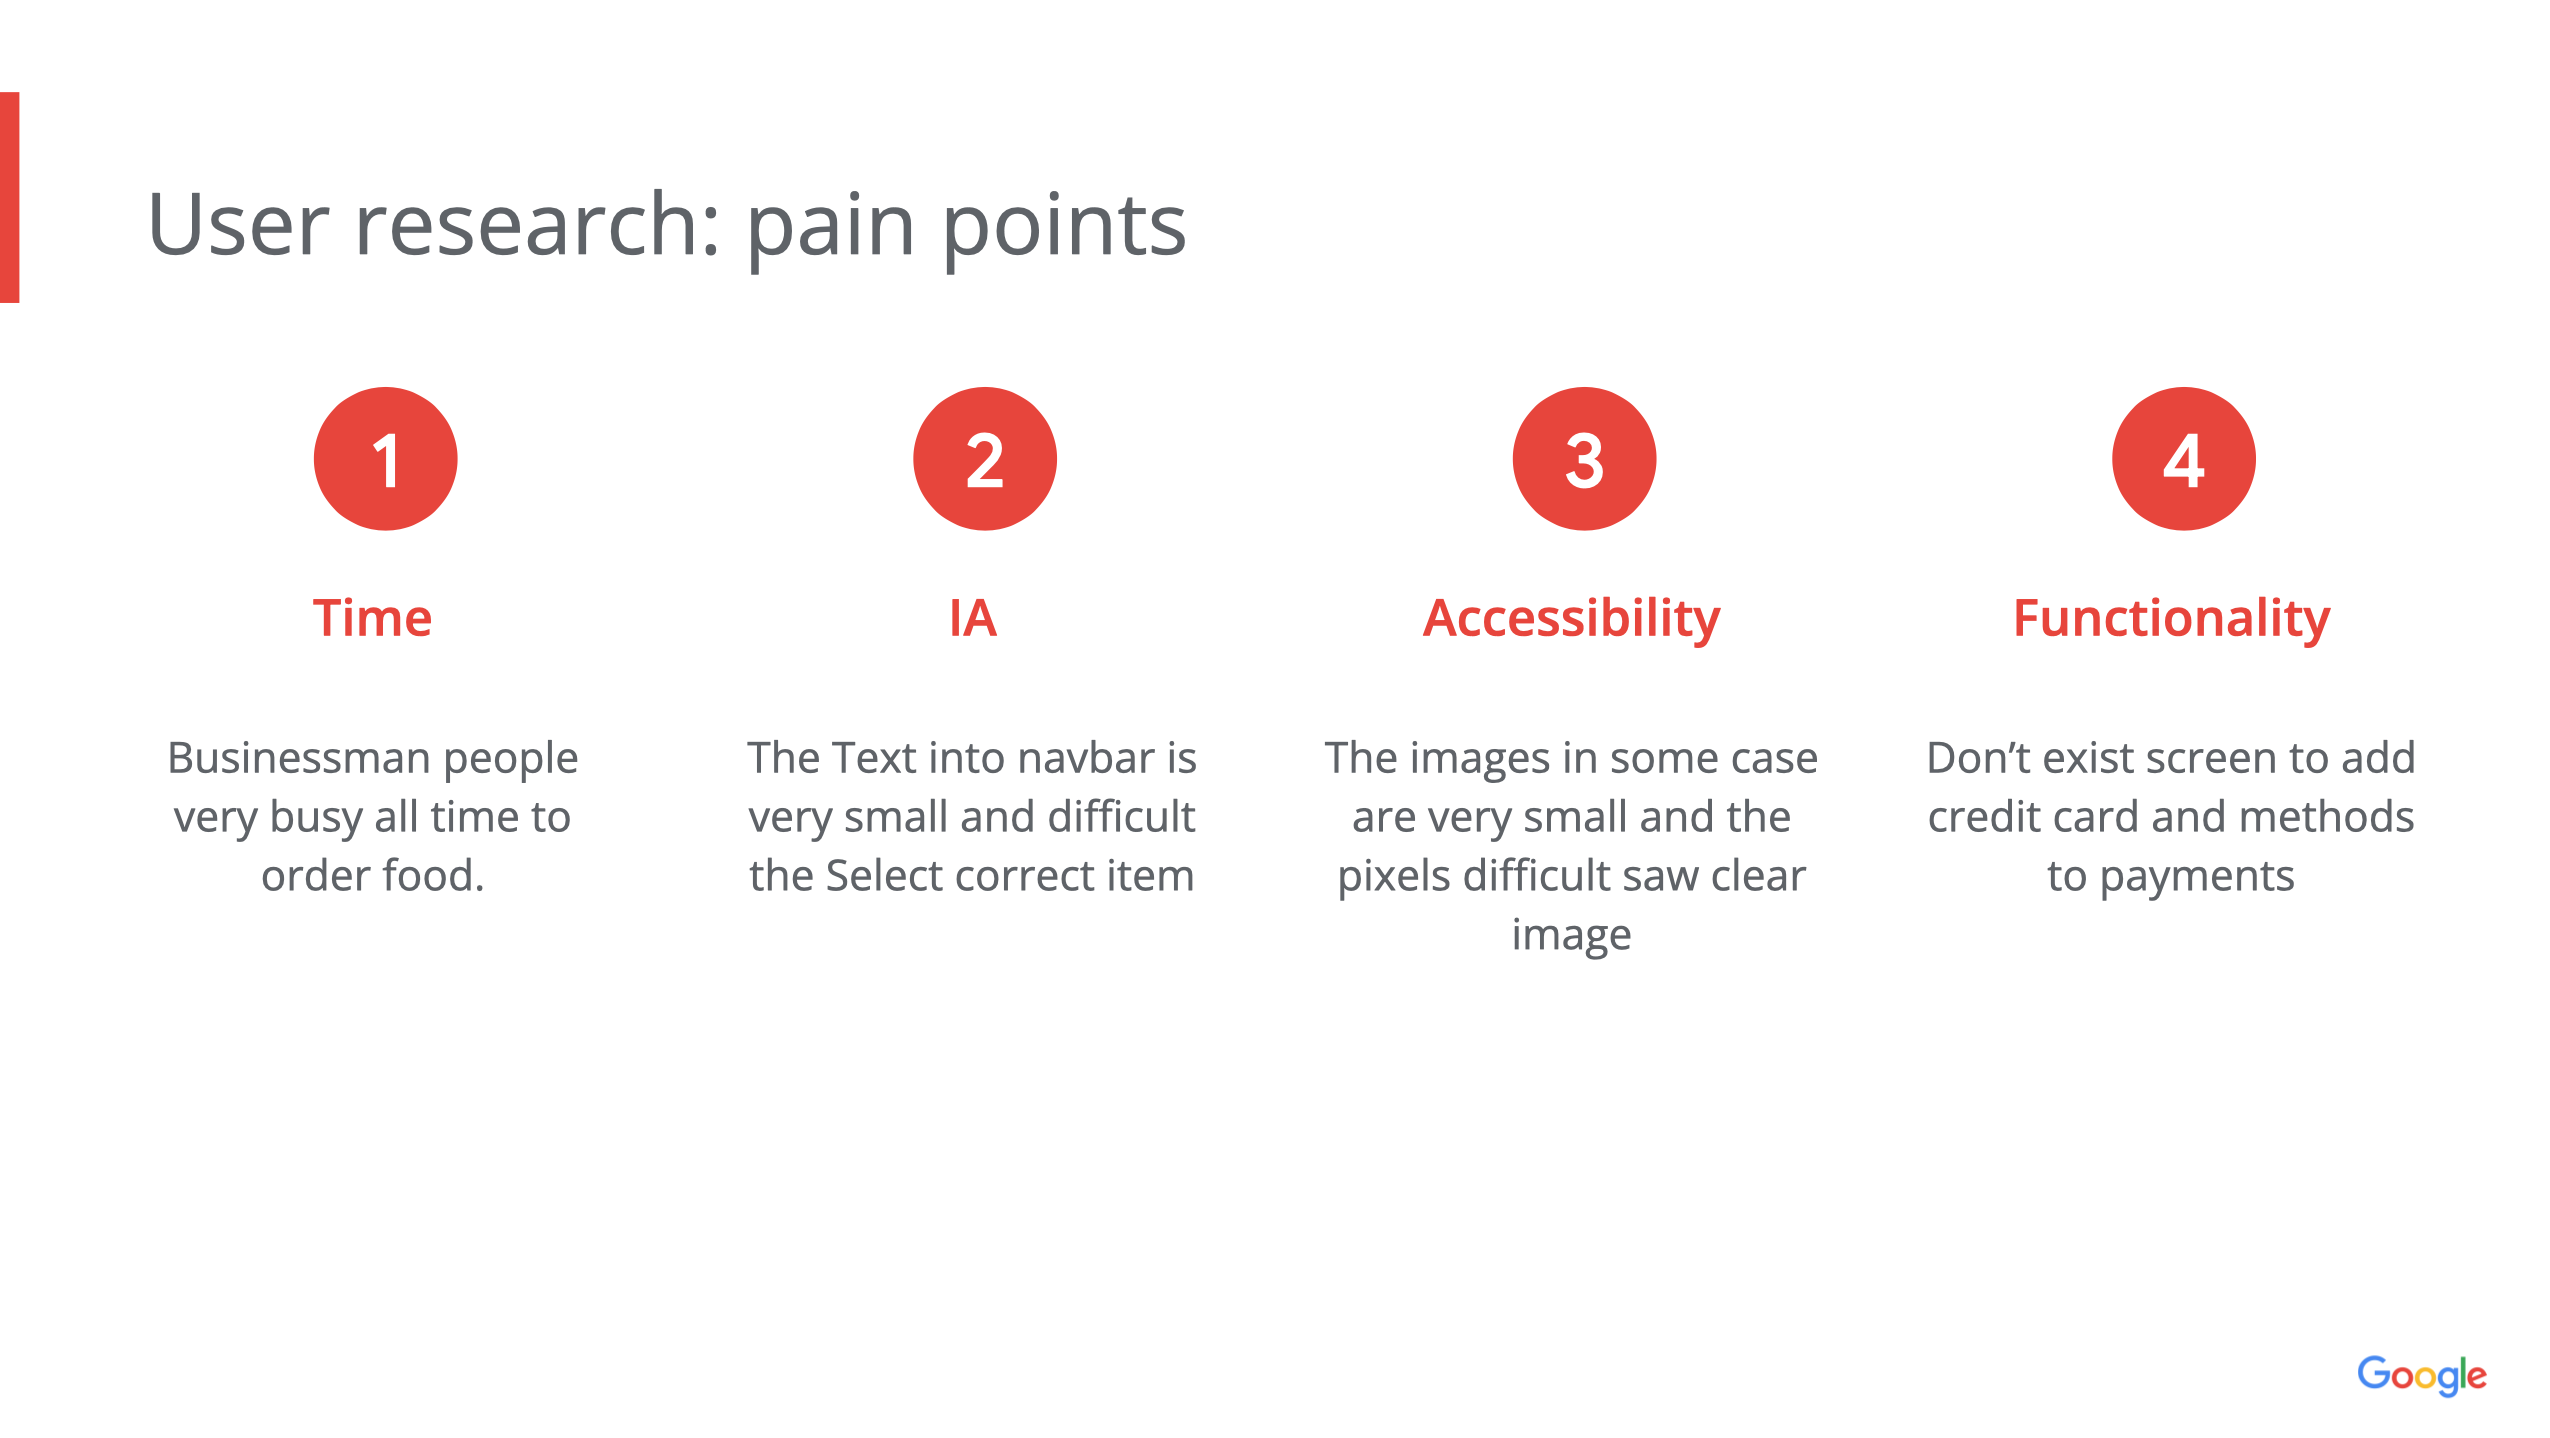 User research: pain points
1
Time
Businessman people
very busy all time to
order food.
2
IA
The Text into navbar is
very small and difficult
the Select correct item
3
Accessibility
The images in some case
are very small and the
pixels difficult saw clear
image
4
Functionality
Don’t exist screen to add
credit card and methods
to payments
Google